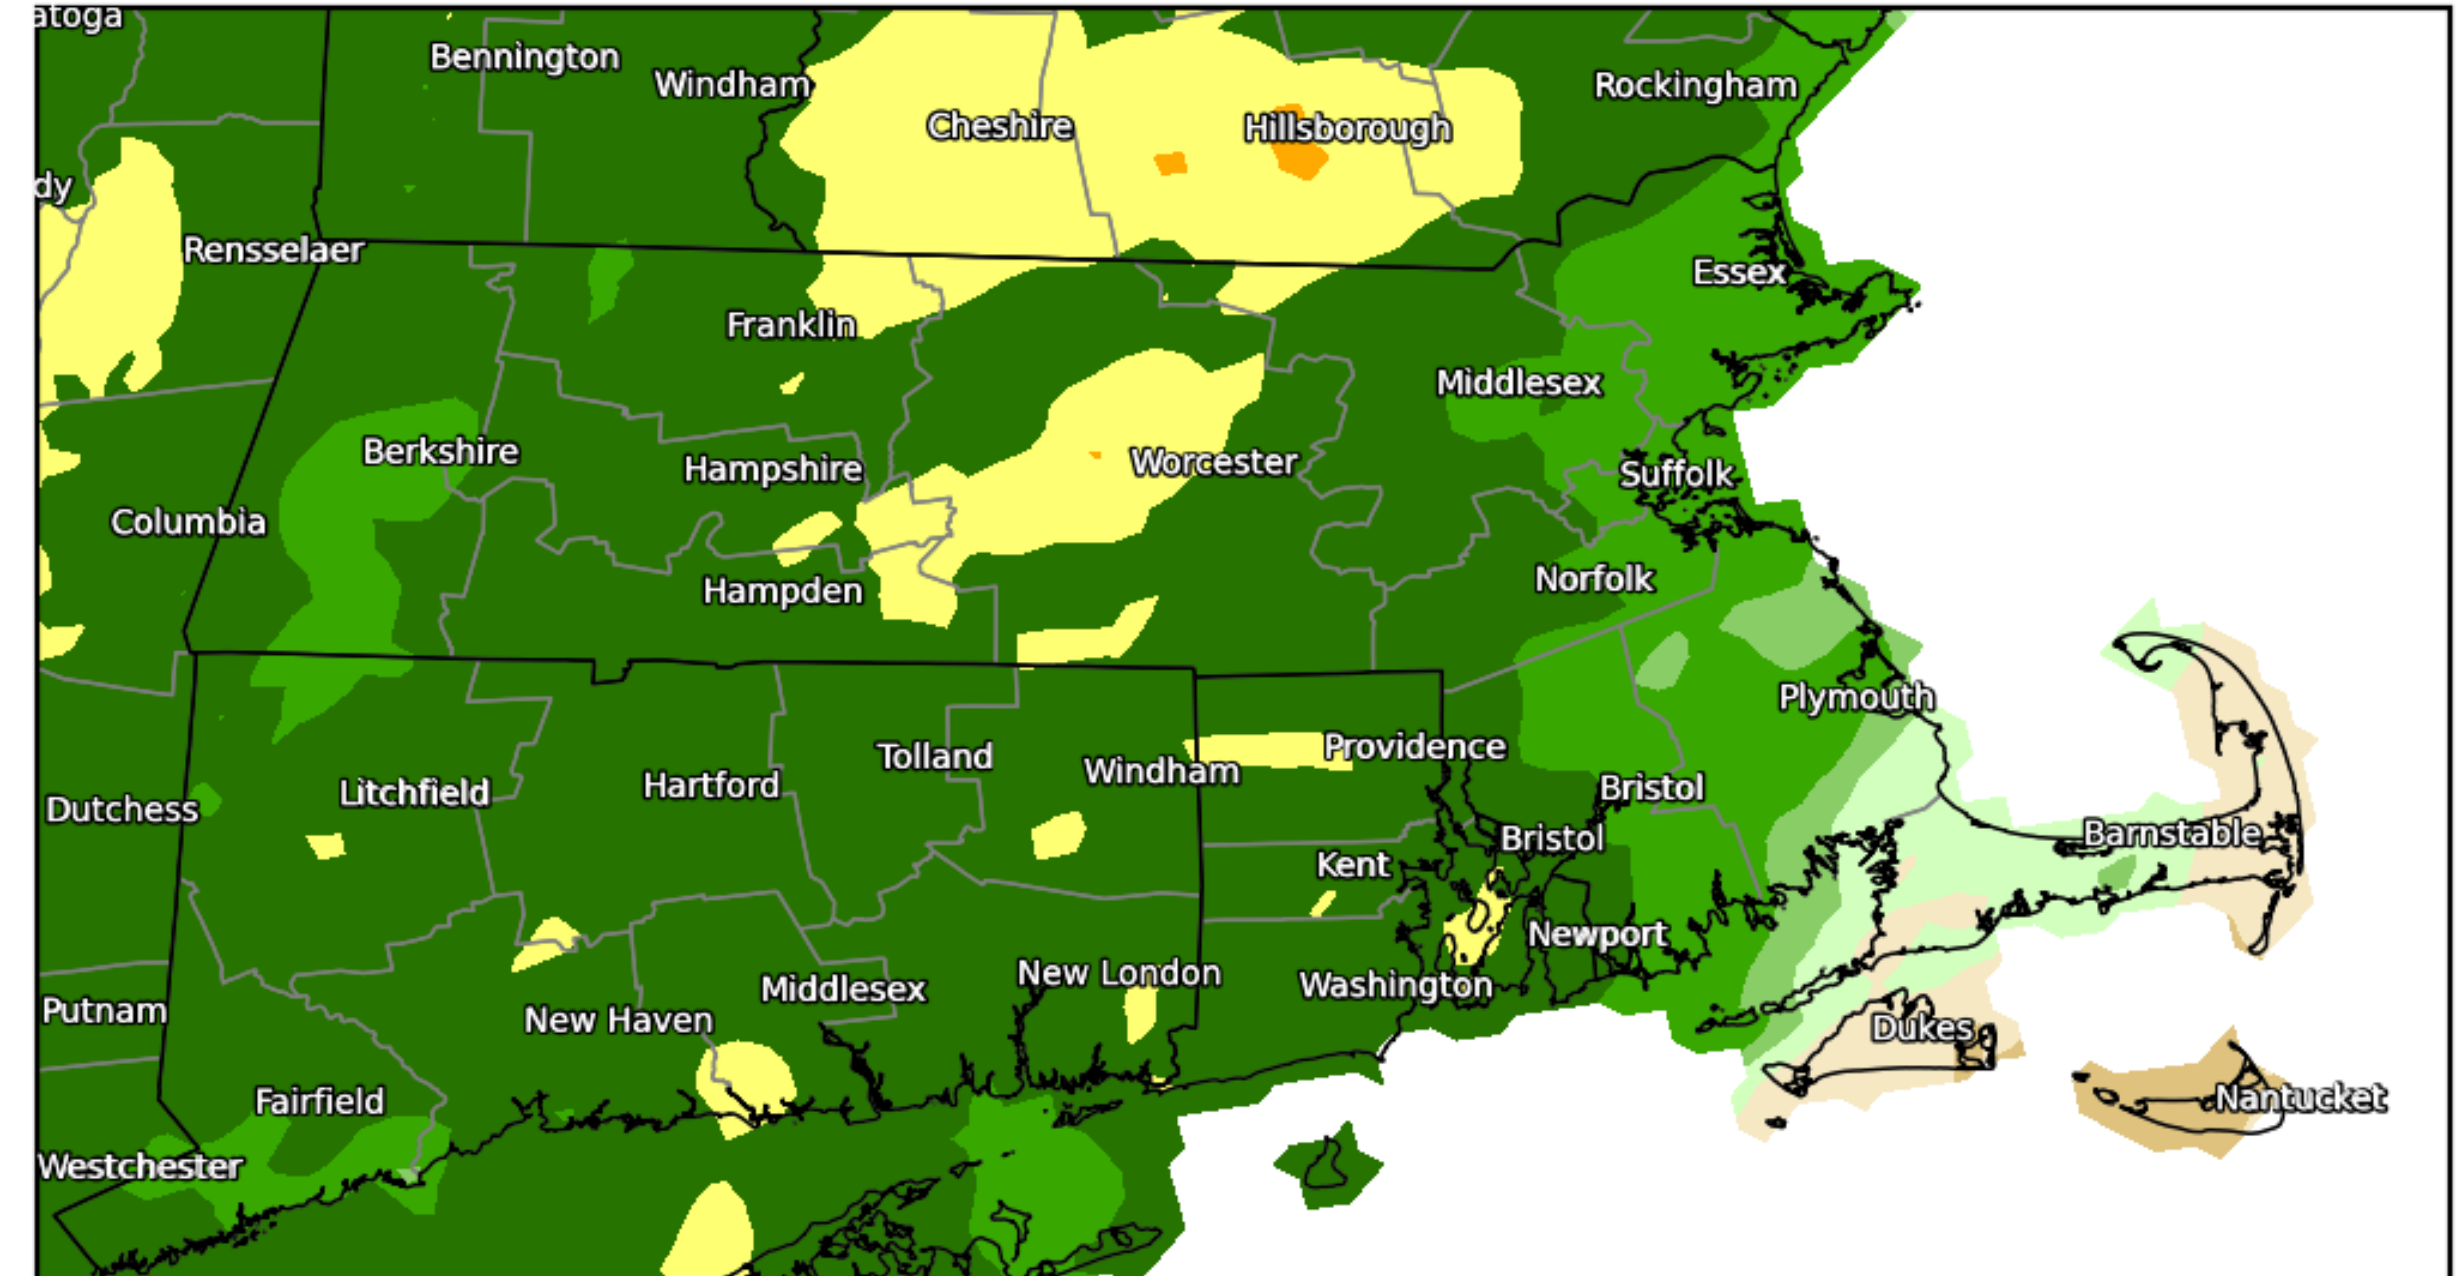 atoga
Bennington
Windham
Rockingham
Cheshire
Hillsborough
dy
Rensselaer
Essex
Franklin
Middlesex
Berkshire
Hampshire
Worcester
Suffolk
Columbia
Hampden
Norfolk
Plymouth
Providence
Tolland
Windham
Hartford
Litchfield
Bristol
Dutchess
Bristol
Barnstable
Kent
Newport
New London
Washington
Middlesex
Putnam
New Haven
Dukes
Fairfield
Nantucket
Westchester